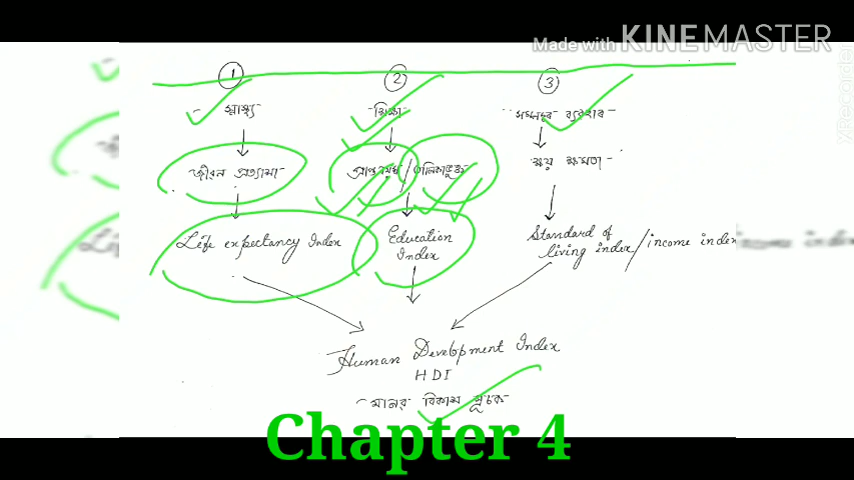 Made with KINEMASTER
① ② ③
স্বাস্থ্য শিক্ষা সম্পদৰ ব্যৱহাৰ
জীৱন প্ৰত্যাশা প্ৰাপ্তবয়স্ক / তালিকাভুক্ত ক্ৰয় ক্ষমতা
Life expectancy Index
Education
Index
Standard of
living index / income index
Human Development Index
HDI
মানৱ বিকাশ সূচক
Chapter 4